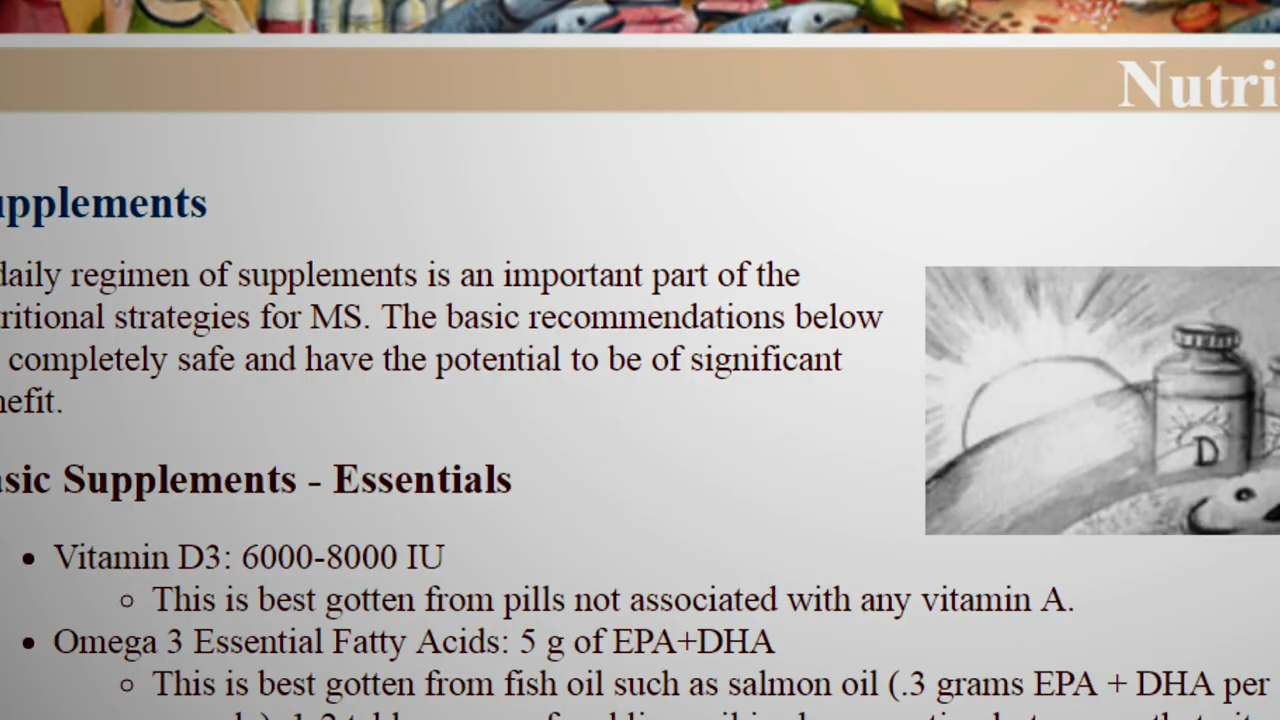 Nutri
upplements
daily regimen of supplements is an important part of the
ritional strategies for MS. The basic recommendations below
completely safe and have the potential to be of significant
nefit.
asic Supplements - Essentials
• Vitamin D3: 6000-8000 IU
○ This is best gotten from pills not associated with any vitamin A.
• Omega 3 Essential Fatty Acids: 5 g of EPA+DHA
○ This is best gotten from fish oil such as salmon oil (.3 grams EPA + DHA per
D